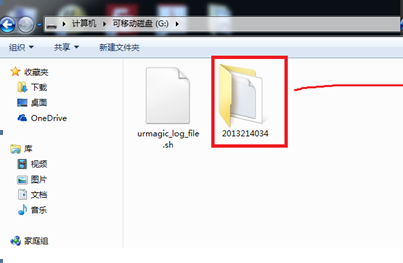 计算机 可移动磁盘 (G:)
组织 共享 新建文件夹
收藏夹
下载
桌面
OneDrive
库
视频
图片
文档
音乐
家庭组
urmagic_log_file
.sh
2013214034